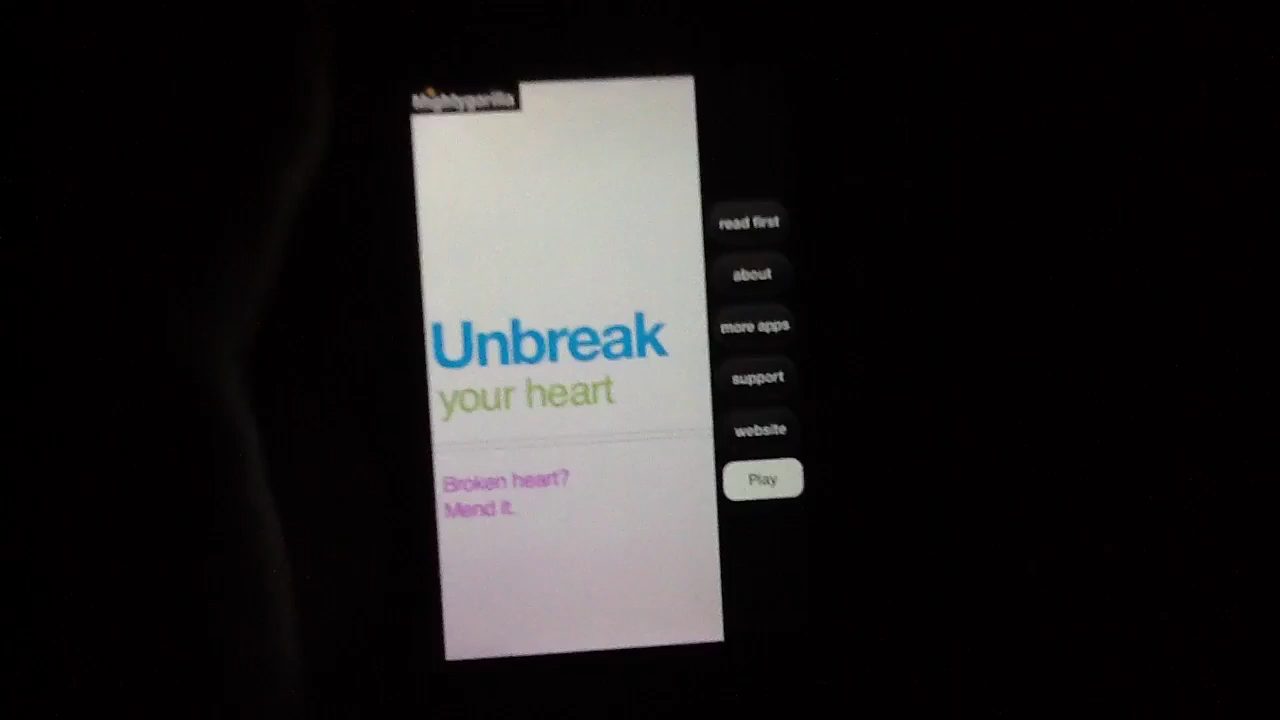 Mightygorilla
Unbreak
your heart
Broken heart?
Mend it.
read first
about
more apps
support
website
Play